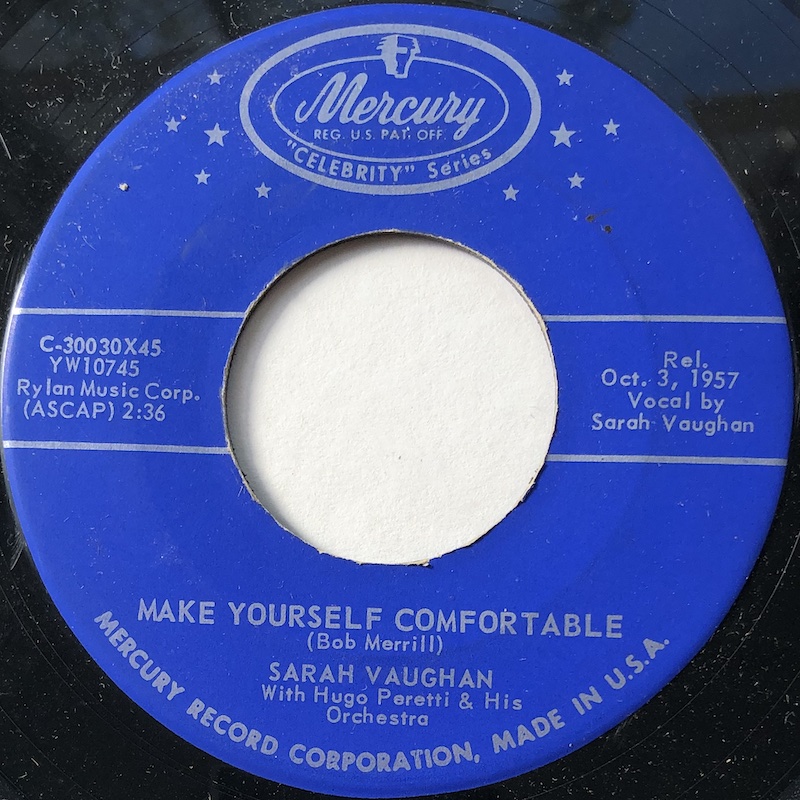 Mercury
REG. U.S. PAT. OFF.
"CELEBRITY" Series
C-30030X45
YW10745
Rylan Music Corp.
(ASCAP) 2:36
Rel.
Oct. 3, 1957
Vocal by
Sarah Vaughan
MAKE YOURSELF COMFORTABLE
(Bob Merrill)
SARAH VAUGHAN
With Hugo Peretti & His
Orchestra
MERCURY RECORD CORPORATION, MADE IN U.S.A.